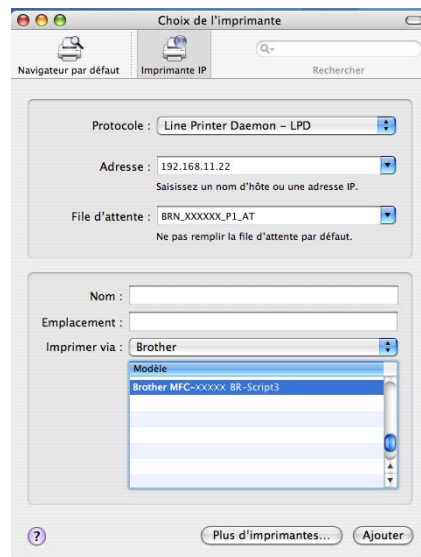 Choix de l'imprimante
Navigateur par défaut
Imprimante IP
Rechercher
Protocole : Line Printer Daemon – LPD
Adresse : 192.168.11.22
Saisissez un nom d'hôte ou une adresse IP.
File d'attente : BRN_XXXXXX_P1_AT
Ne pas remplir la file d'attente par défaut.
Nom :
Emplacement :
Imprimer via : Brother
Modèle
Brother MFC-XXXXX BR-Script3
? Plus d'imprimantes... Ajouter